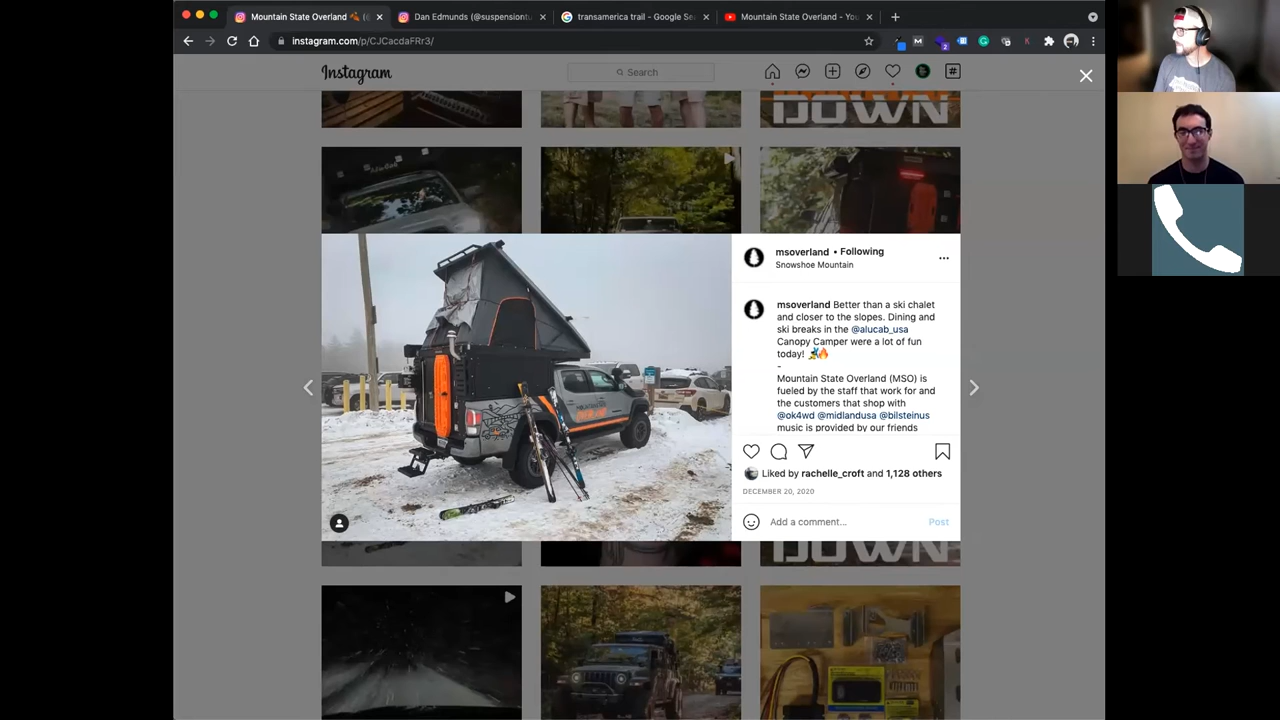 Mountain State Overland
Dan Edmunds (@suspensiontu
transamerica trail - Google Se
Mountain State Overland - You
instagram.com/p/CJCacdaFRr3/
Instagram
Search
DOWN
msoverland • Following
Snowshoe Mountain
msoverland Better than a ski chalet
and closer to the slopes. Dining and
ski breaks in the @alucab_usa
Canopy Camper were a lot of fun
today!
-
Mountain State Overland (MSO) is
fueled by the staff that work for and
the customers that shop with
@ok4wd @midlandusa @bilsteinus
music is provided by our friends
Liked by rachelle_croft and 1,128 others
DECEMBER 20, 2020
Add a comment...
Post
DOWN